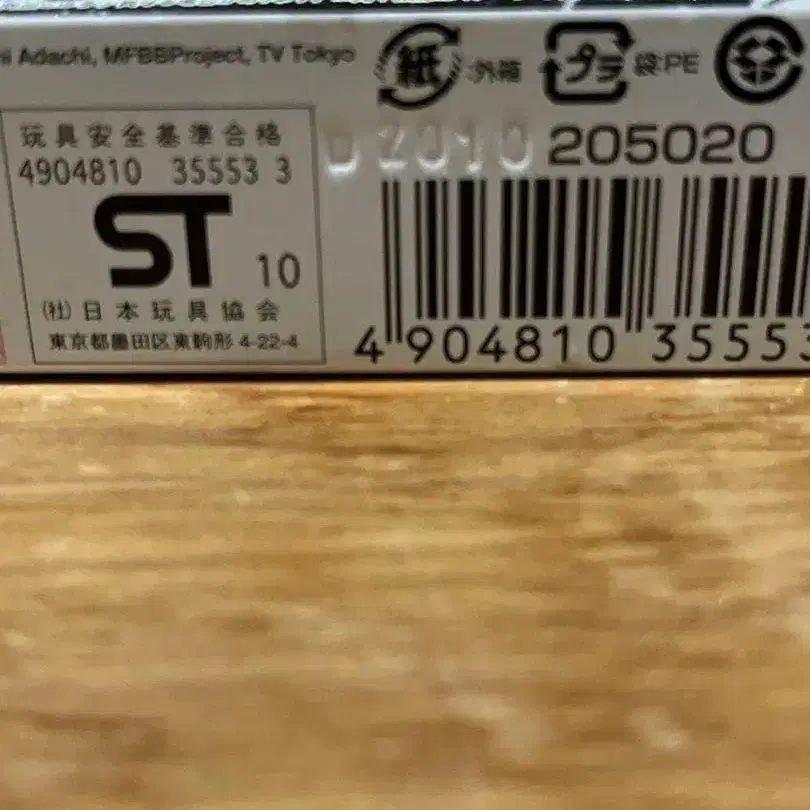 Adachi, MFBBProject, TV Tokyo
紙 :外箱
プラ 袋:PE
玩具安全基準合格
4904810 35553 3
ST 10
(社)日本玩具協会
東京都墨田区東駒形 4-22-4
205020
4 904810 35553